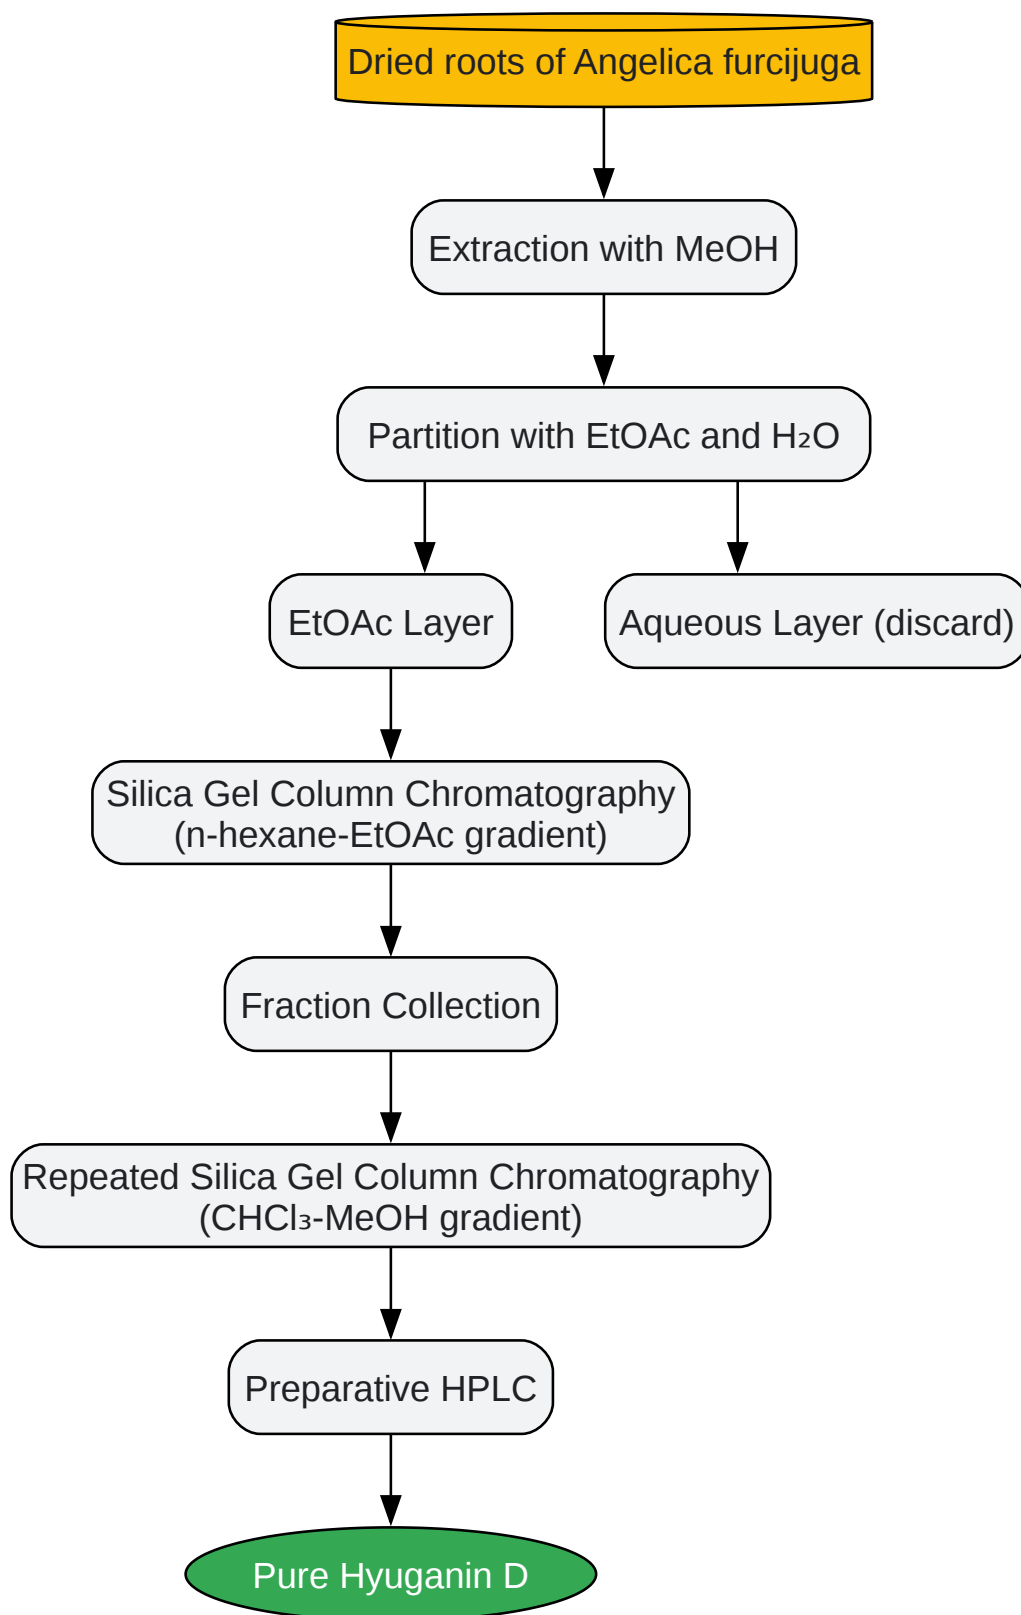 Dried roots of Angelica furcijuga
Extraction with MeOH
Partition with EtOAc and H₂O
EtOAc Layer
Aqueous Layer (discard)
Silica Gel Column Chromatography
(n-hexane-EtOAc gradient)
Fraction Collection
Repeated Silica Gel Column Chromatography
(CHCl₃-MeOH gradient)
Preparative HPLC
Pure Hyuganin D